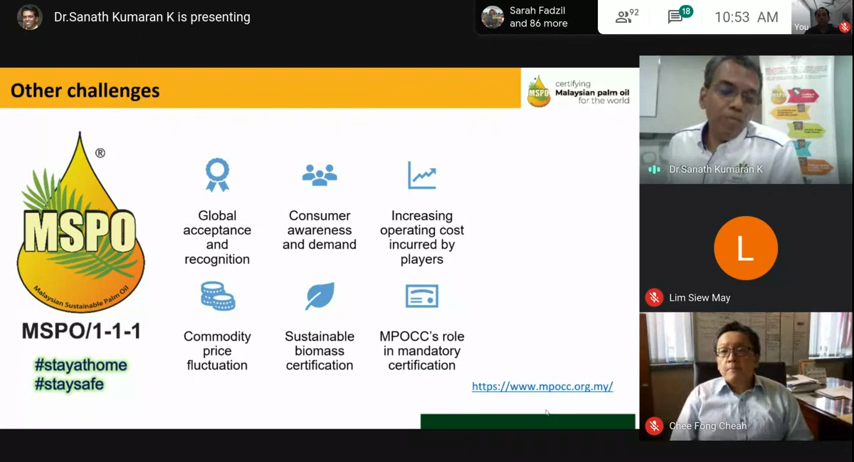 Dr.Sanath Kumaran K is presenting
Sarah Fadzil
and 86 more
92
18
10:53 AM
You
Other challenges
MSPO
certifying
Malaysian palm oil
for the world
®
MSPO
Malaysian Sustainable Palm Oil
MSPO/1-1-1
#stayathome
#staysafe
Global
acceptance
and
recognition
Consumer
awareness
and demand
Increasing
operating cost
incurred by
players
Commodity
price
fluctuation
Sustainable
biomass
certification
MPOCC's role
in mandatory
certification
https://www.mpocc.org.my/
Dr.Sanath Kumaran K
L
Lim Siew May
Chee Fong Cheah